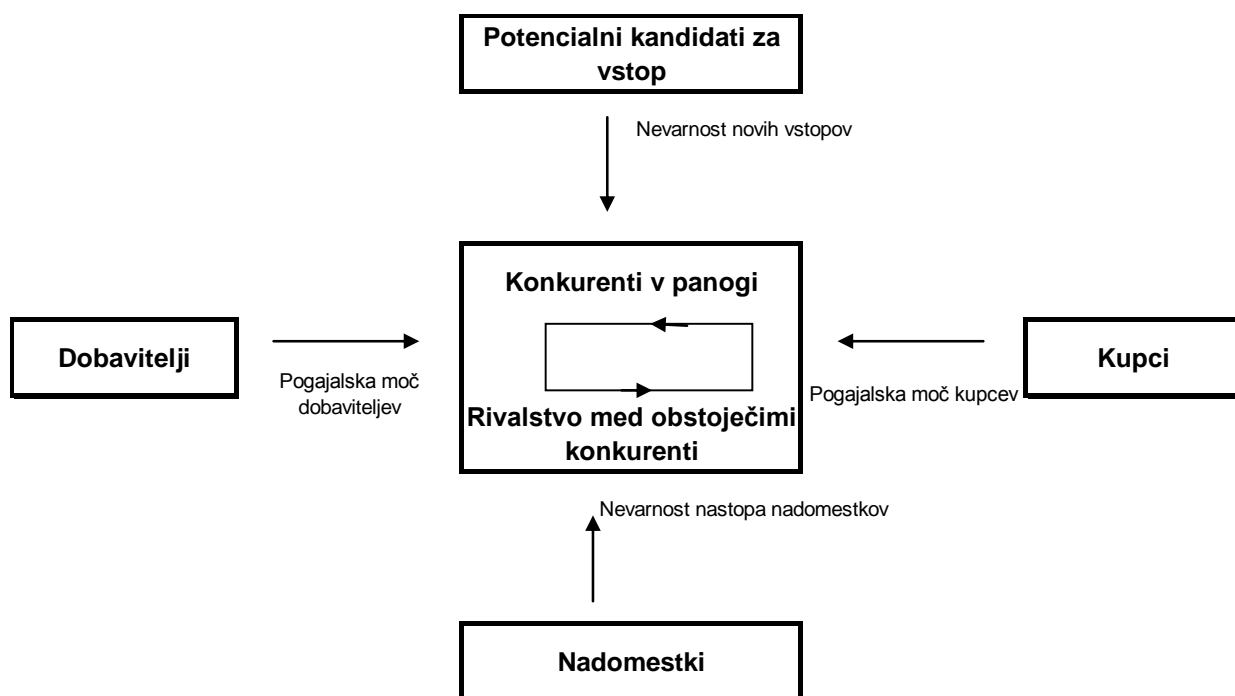 Potencialni kandidati za
vstop
Nevarnost novih vstopov
Konkurenti v panogi
Dobavitelji
Kupci
Pogajalska moč
dobaviteljev
Pogajalska moč kupcev
Rivalstvo med obstoječimi
konkurenti
Nevarnost nastopa nadomestkov
Nadomestki